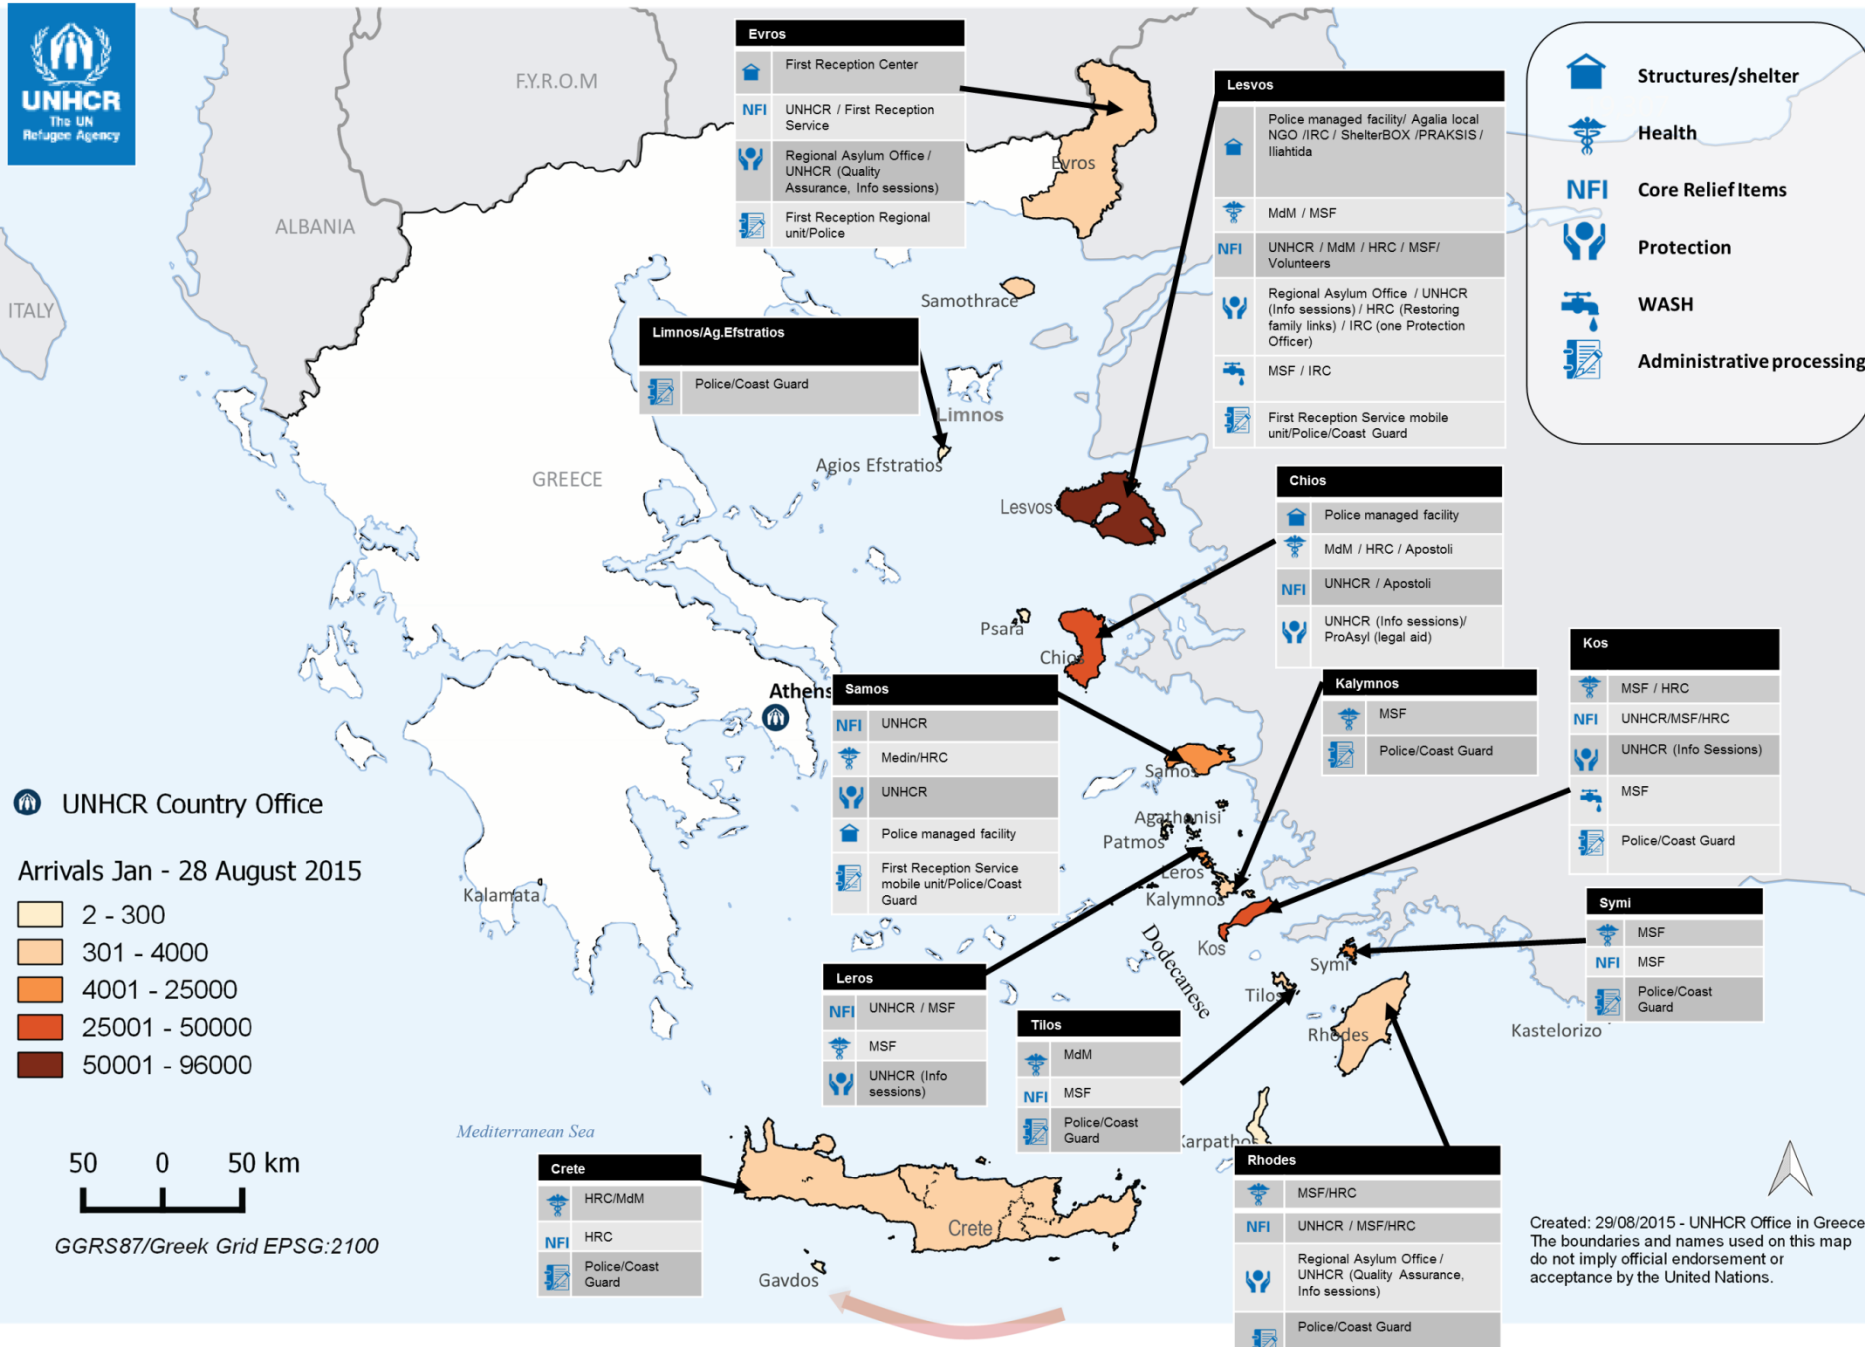 UNHCR
The UN
Refugee Agency
F.Y.R.O.M
ALBANIA
ITALY
GREECE
Evros
First Reception Center
NFI
UNHCR / First Reception
Service
Regional Asylum Office /
UNHCR (Quality
Assurance, Info sessions)
First Reception Regional
unit/Police
Evros
Samothrace
Limnos/Ag.Efstratios
Police/Coast Guard
Limnos
Agios Efstratios
Lesvos
Police managed facility/ Agalia local
NGO /IRC / ShelterBOX /PRAKSIS /
Iliahtida
MdM / MSF
NFI
UNHCR / MdM / HRC / MSF/
Volunteers
Regional Asylum Office / UNHCR
(Info sessions) / HRC (Restoring
family links) / IRC (one Protection
Officer)
MSF / IRC
First Reception Service mobile
unit/Police/Coast Guard
Structures/shelter
Health
NFI
Core Relief Items
Protection
WASH
Administrative processing
Lesvos
Chios
Police managed facility
MdM / HRC / Apostoli
NFI
UNHCR / Apostoli
UNHCR (Info sessions)/
ProAsyl (legal aid)
Psara
Chios
Athens
Samos
NFI
UNHCR
Medin/HRC
UNHCR
Police managed facility
First Reception Service
mobile unit/Police/Coast
Guard
Samos
Agathonisi
Patmos
Leros
Kalymnos
Kos
Dodecanese
Kalymnos
MSF
Police/Coast Guard
Kos
MSF / HRC
NFI
UNHCR/MSF/HRC
UNHCR (Info Sessions)
MSF
Police/Coast Guard
Symi
MSF
NFI
MSF
Police/Coast
Guard
Symi
Tilos
Rhodes
Kastelorizo
Karpathos
Leros
NFI
UNHCR / MSF
MSF
UNHCR (Info
sessions)
Tilos
MdM
NFI
MSF
Police/Coast
Guard
Rhodes
MSF/HRC
NFI
UNHCR / MSF/HRC
Regional Asylum Office /
UNHCR (Quality Assurance,
Info sessions)
Police/Coast Guard
Crete
HRC/MdM
NFI
HRC
Police/Coast
Guard
Crete
Gavdos
Kalamata
Mediterranean Sea
UNHCR Country Office
Arrivals Jan - 28 August 2015
2 - 300
301 - 4000
4001 - 25000
25001 - 50000
50001 - 96000
50 0 50 km
GGRS87/Greek Grid EPSG:2100
Created: 29/08/2015 - UNHCR Office in Greece
The boundaries and names used on this map
do not imply official endorsement or
acceptance by the United Nations.